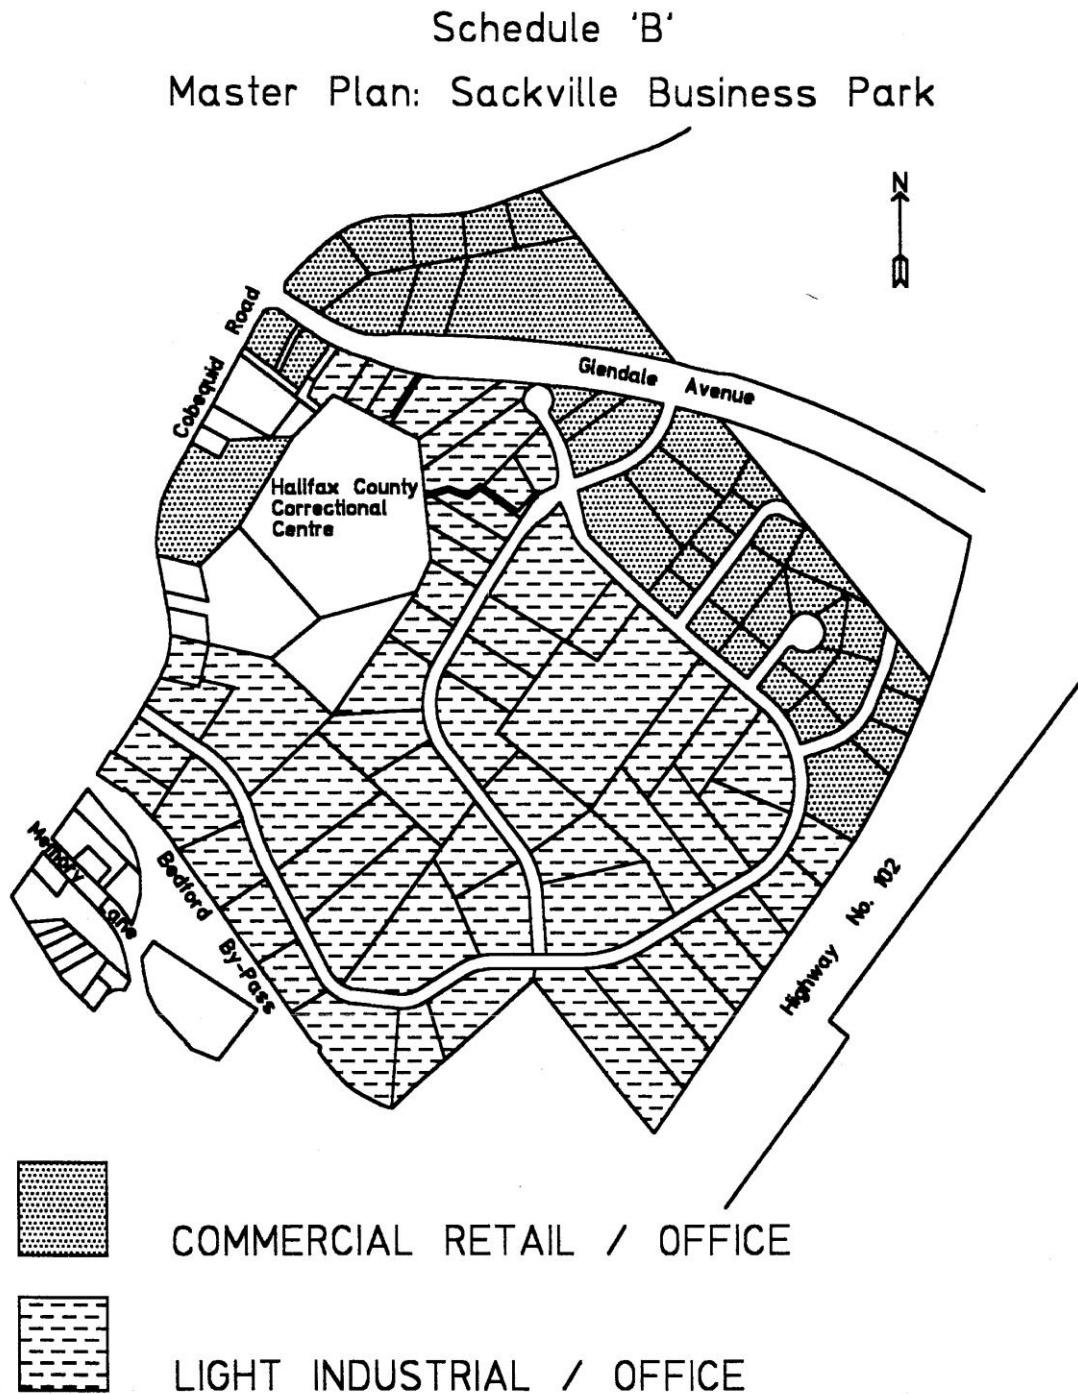 Schedule 'B'
Master Plan: Sackville Business Park
N
Cobequid Road
Glendale Avenue
Halifax County
Correctional
Centre
Memory Lane
Bedford By-Pass
Highway No. 102
COMMERCIAL RETAIL / OFFICE
LIGHT INDUSTRIAL / OFFICE